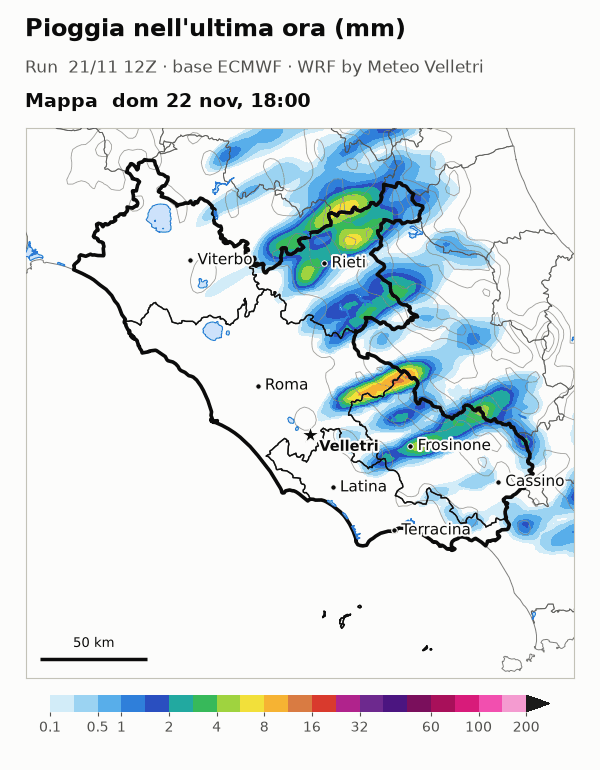 Pioggia nell'ultima ora (mm)
Run  21/11 12Z · base ECMWF · WRF by Meteo Velletri
Mappa  dom 22 nov, 18:00
Viterbo
Rieti
Roma
Velletri
Frosinone
Cassino
Latina
Terracina
50 km
0.1 0.5 1 2 4 8 16 32 60 100 200